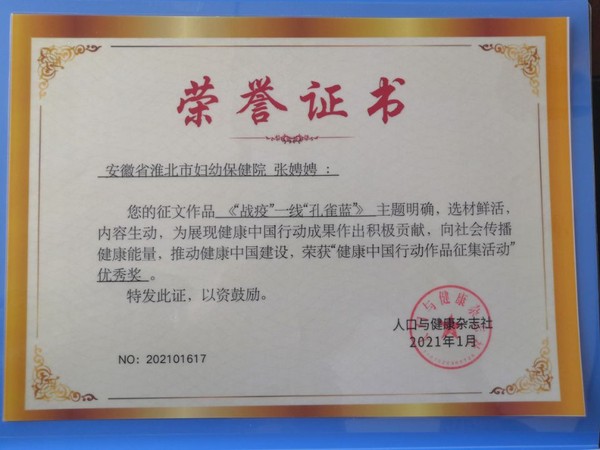 荣誉证书
安徽省淮北市妇幼保健院 张娉娉 ：
您的征文作品 《“战疫”一线“孔雀蓝”》 主题明确，选材鲜活，
内容生动，为展现健康中国行动成果作出积极贡献，向社会传播
健康能量，推动健康中国建设，荣获“健康中国行动作品征集活动”
优秀奖 。
特发此证，以资鼓励。
人口与健康杂志社
2021年1月
NO：202101617